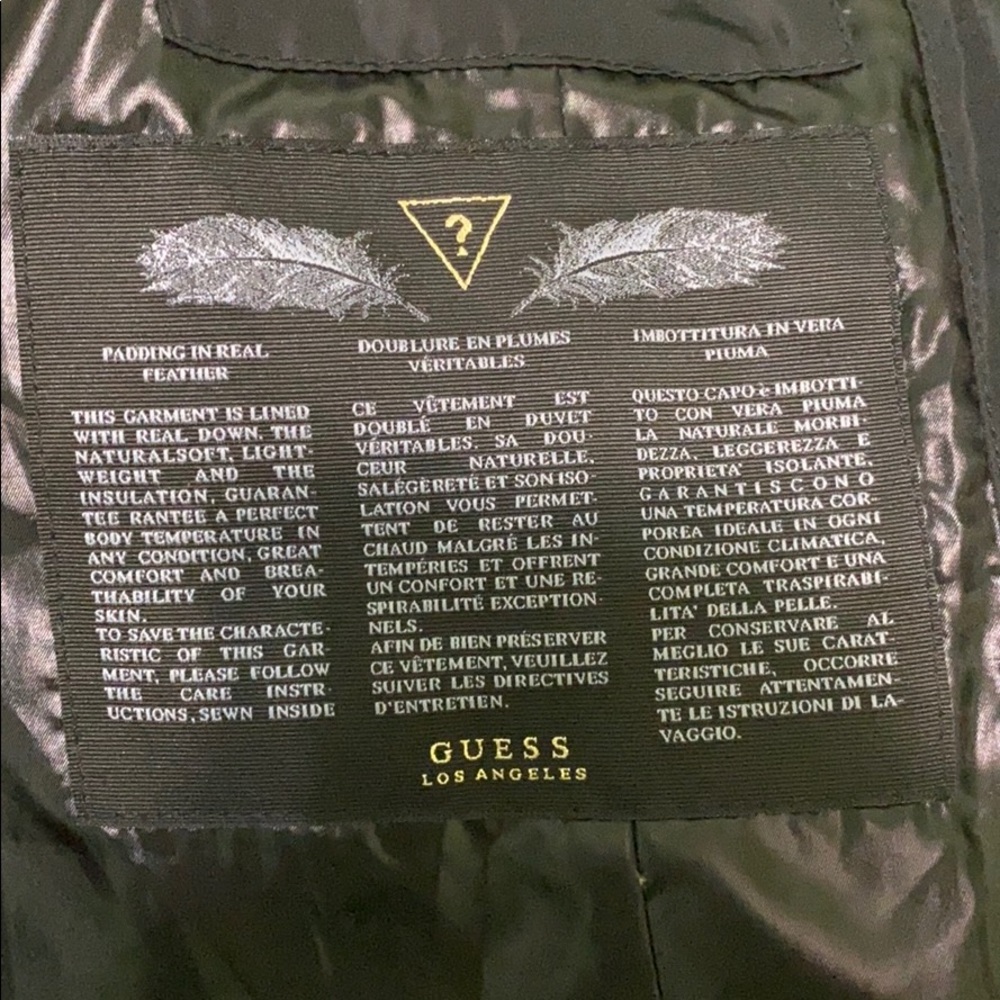 ?
PADDING IN REAL
FEATHER
THIS GARMENT IS LINED
WITH REAL DOWN. THE
NATURALSOFT, LIGHT-
WEIGHT AND THE
INSULATION, GUARAN-
TEE RANTEE A PERFECT
BODY TEMPERATURE IN
ANY CONDITION, GREAT
COMFORT AND BREA-
THABILITY OF YOUR
SKIN.
TO SAVE THE CHARACTE-
RISTIC OF THIS GAR-
MENT, PLEASE FOLLOW
THE CARE INSTR-
UCTIONS, SEWN INSIDE
DOUBLURE EN PLUMES
VÉRITABLES
CE VÊTEMENT EST
DOUBLÉ EN DUVET
VÉRITABLES, SA DOU-
CEUR NATURELLE,
SALÉGÈRETÉ ET SON ISO-
LATION VOUS PERMET-
TENT DE RESTER AU
CHAUD MALGRÉ LES IN-
TEMPÉRIES ET OFFRENT
UN CONFORT ET UNE RE-
SPIRABILITÉ EXCEPTION-
NELS.
AFIN DE BIEN PRÉSERVER
CE VÊTEMENT, VEUILLEZ
SUIVER LES DIRECTIVES
D'ENTRETIEN.
IMBOTTITURA IN VERA
PIUMA
QUESTO CAPO è IMBOTTI-
TO CON VERA PIUMA
LA NATURALE MORBI-
DEZZA, LEGGEREZZA E
PROPRIETA' ISOLANTE,
GARANTISCONO
UNA TEMPERATURA COR-
POREA IDEALE IN OGNI
CONDIZIONE CLIMATICA,
GRANDE COMFORT E UNA
COMPLETA TRASPIRABI-
LITA' DELLA PELLE.
PER CONSERVARE AL
MEGLIO LE SUE CARAT-
TERISTICHE, OCCORRE
SEGUIRE ATTENTAMEN-
TE LE ISTRUZIONI DI LA-
VAGGIO.
GUESS
LOS ANGELES